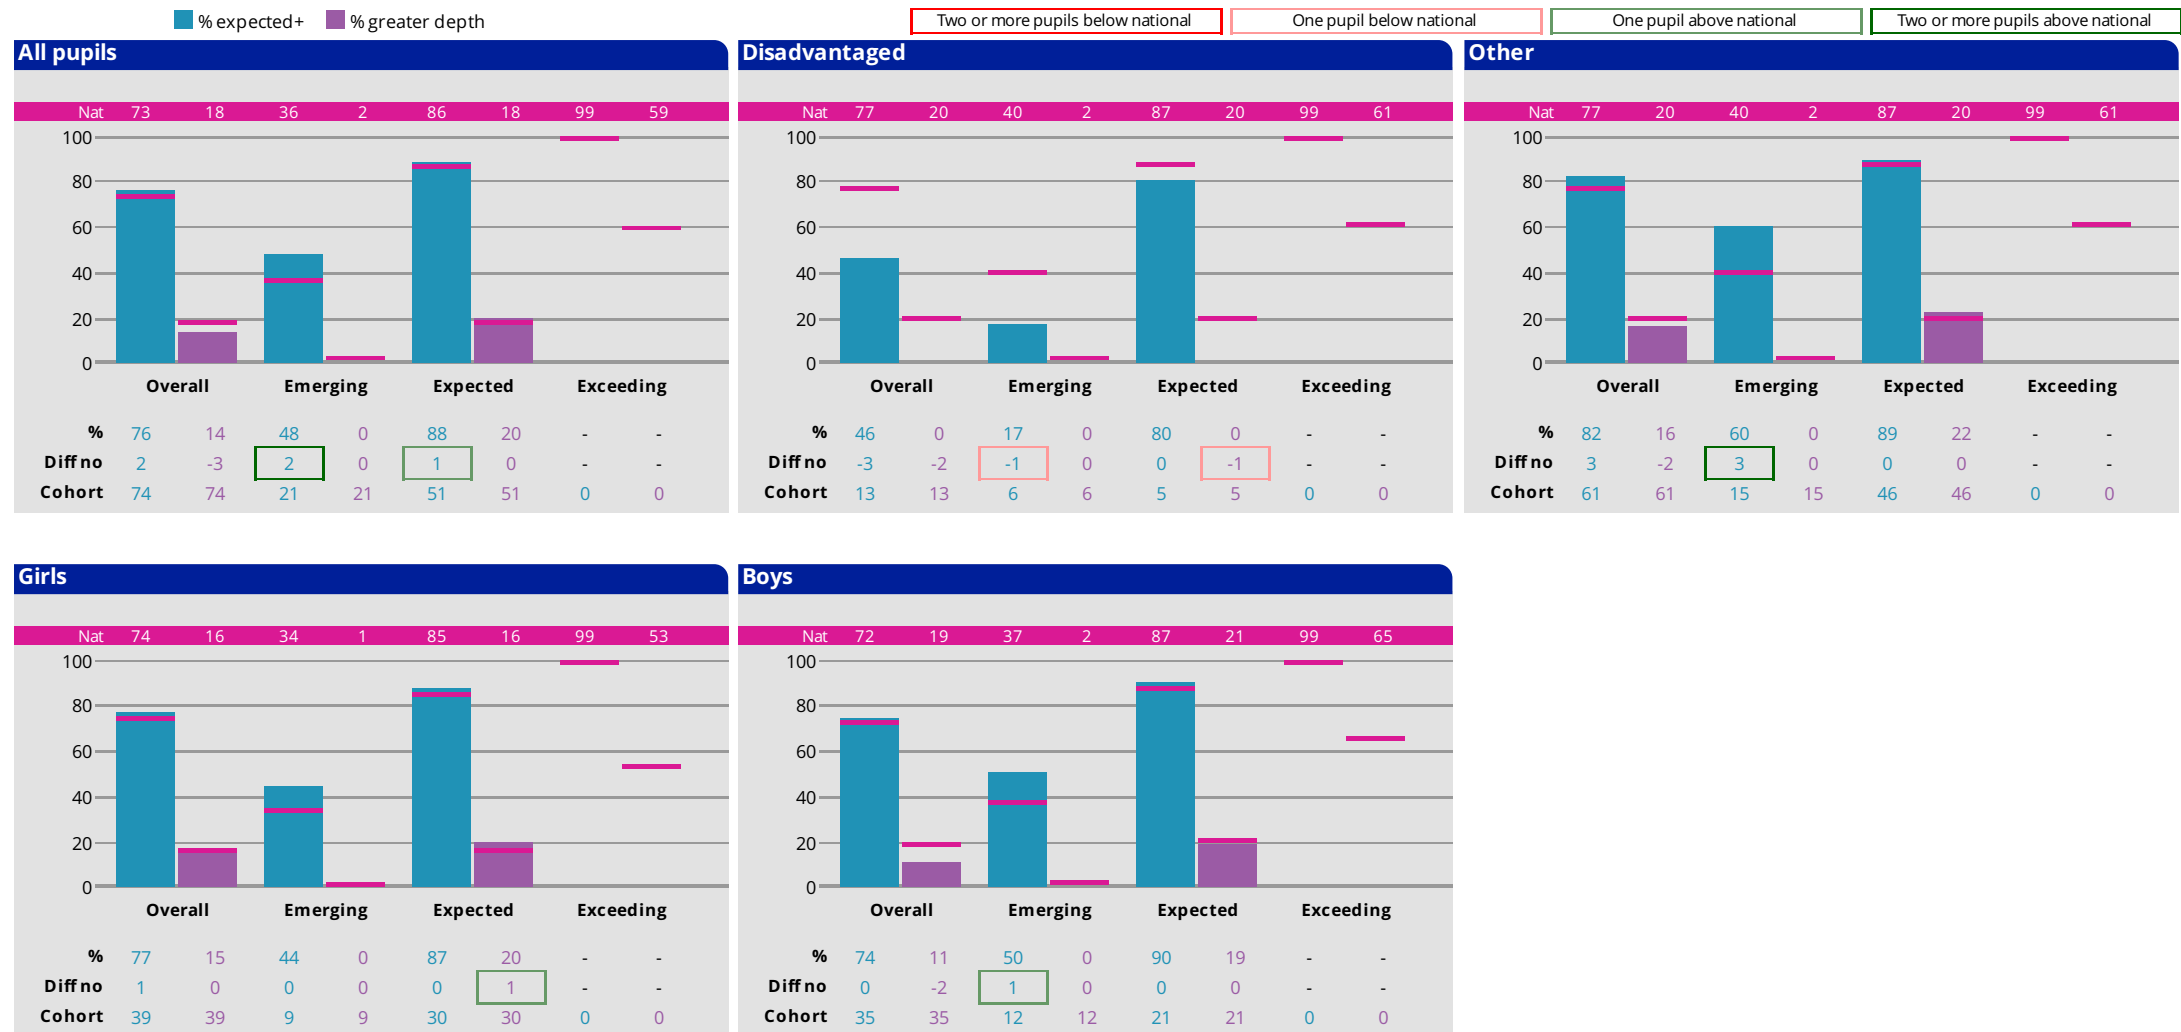 % expected+ % greater depth Two or more pupils below national One pupil below national One pupil above national Two or more pupils above national
All pupils
Nat 73 18 36 2 86 18 99 59
100
80
60
40
20
0
Overall Emerging Expected Exceeding
% 76 14 48 0 88 20 - -
Diff no 2 -3 2 0 1 0 - -
Cohort 74 74 21 21 51 51 0 0
Disadvantaged
Nat 77 20 40 2 87 20 99 61
100
80
60
40
20
0
Overall Emerging Expected Exceeding
% 46 0 17 0 80 0 - -
Diff no -3 -2 -1 0 0 -1 - -
Cohort 13 13 6 6 5 5 0 0
Other
Nat 77 20 40 2 87 20 99 61
100
80
60
40
20
0
Overall Emerging Expected Exceeding
% 82 16 60 0 89 22 - -
Diff no 3 -2 3 0 0 0 - -
Cohort 61 61 15 15 46 46 0 0
Girls
Nat 74 16 34 1 85 16 99 53
100
80
60
40
20
0
Overall Emerging Expected Exceeding
% 77 15 44 0 87 20 - -
Diff no 1 0 0 0 0 1 - -
Cohort 39 39 9 9 30 30 0 0
Boys
Nat 72 19 37 2 87 21 99 65
100
80
60
40
20
0
Overall Emerging Expected Exceeding
% 74 11 50 0 90 19 - -
Diff no 0 -2 1 0 0 0 - -
Cohort 35 35 12 12 21 21 0 0